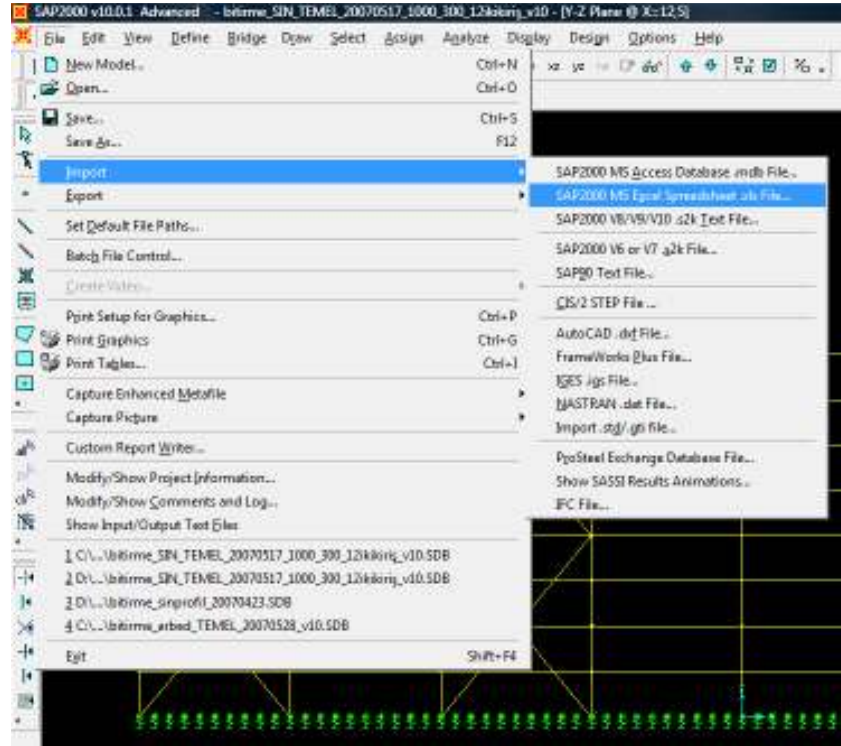 SAP2000 v10.0.1 Advanced - bitirme_SIN_TEMEL_20070517_1000_300_12ikikiriş_v10 - [Y-Z Plane @ X=12,5]
File Edit View Define Bridge Draw Select Assign Analyze Display Design Options Help
New Model... Ctrl+N
xz yz
Open... Ctrl+O
Save... Ctrl+S
Save As... F12
Import
Export
Set Default File Paths...
Batch File Control...
Create Video...
Print Setup for Graphics... Ctrl+P
Print Graphics Ctrl+G
Print Tables... Ctrl+J
Capture Enhanced Metafile
Capture Picture
Custom Report Writer...
Modify/Show Project Information...
Modify/Show Comments and Log...
Show Input/Output Text Files
1 C:\...\bitirme_SIN_TEMEL_20070517_1000_300_12ikikiriş_v10.SDB
2 D:\...\bitirme_SIN_TEMEL_20070517_1000_300_12ikikiriş_v10.SDB
3 D:\...\bitirme_sinprofil_20070423.SDB
4 C:\...\bitirme_arbed_TEMEL_20070528_v10.SDB
Exit Shift+F4
SAP2000 MS Access Database .mdb File...
SAP2000 MS Excel Spreadsheet .xls File...
SAP2000 V8/V9/V10 .s2k Text File...
SAP2000 V6 or V7 .s2k File...
SAP90 Text File...
CIS/2 STEP File ...
AutoCAD .dxf File...
FrameWorks Plus File...
IGES .igs File...
NASTRAN .dat File...
Import .std/.gti file...
ProSteel Exchange Database File...
Show SASSI Results Animations...
IFC File...